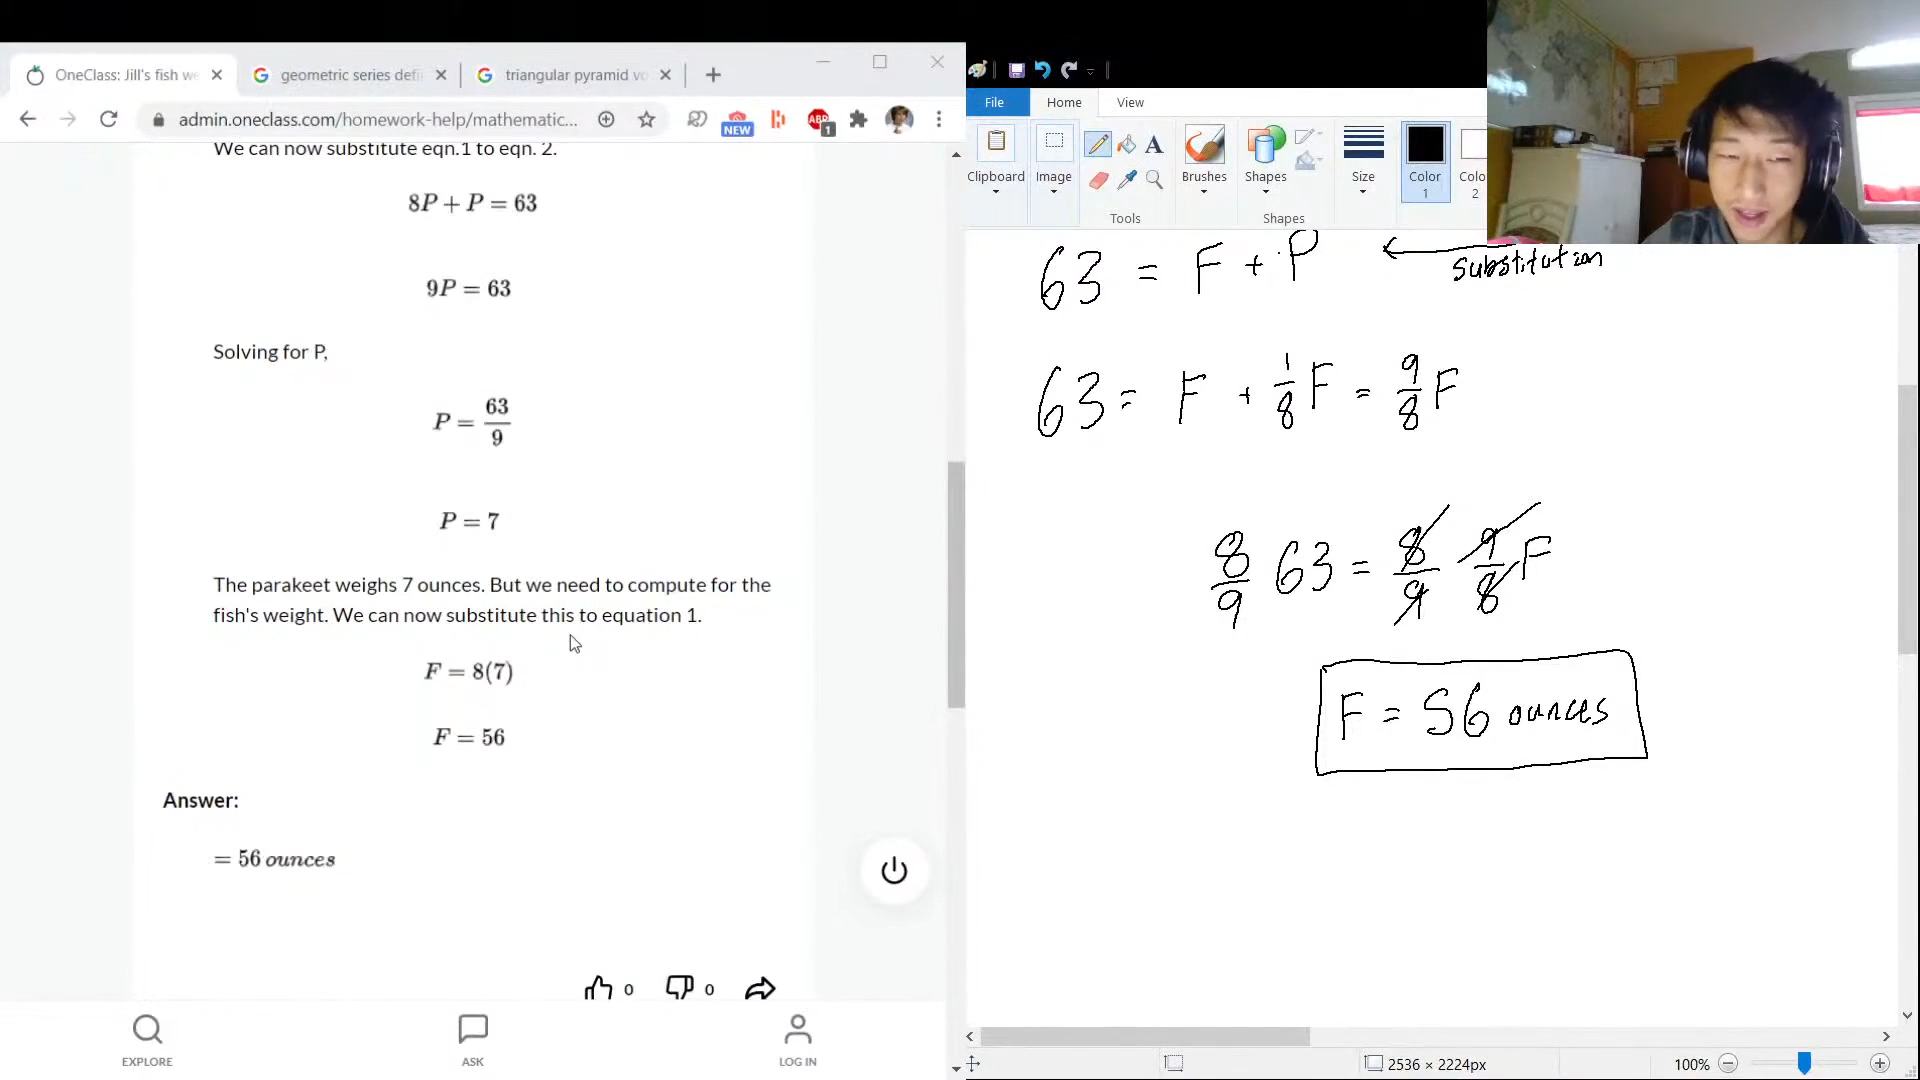 OneClass: Jill's fish we
geometric series defi
triangular pyramid vo
admin.oneclass.com/homework-help/mathematic...
NEW
ABP
1
We can now substitute eqn.1 to eqn. 2.
8P + P = 63
9P = 63
Solving for P,
P = 63/9
P = 7
The parakeet weighs 7 ounces. But we need to compute for the
fish's weight. We can now substitute this to equation 1.
F = 8(7)
F = 56
Answer:
= 56 ounces
0
0
EXPLORE
ASK
LOG IN
File
Home
View
Clipboard
Image
Tools
Brushes
Shapes
Shapes
Size
Color
1
Colo
2
A
63 = F + P
substitution
63 = F + 1/8 F = 9/8 F
8/9 63 = 8/9 9/8 F
F = 56 ounces
2536 × 2224px
100%